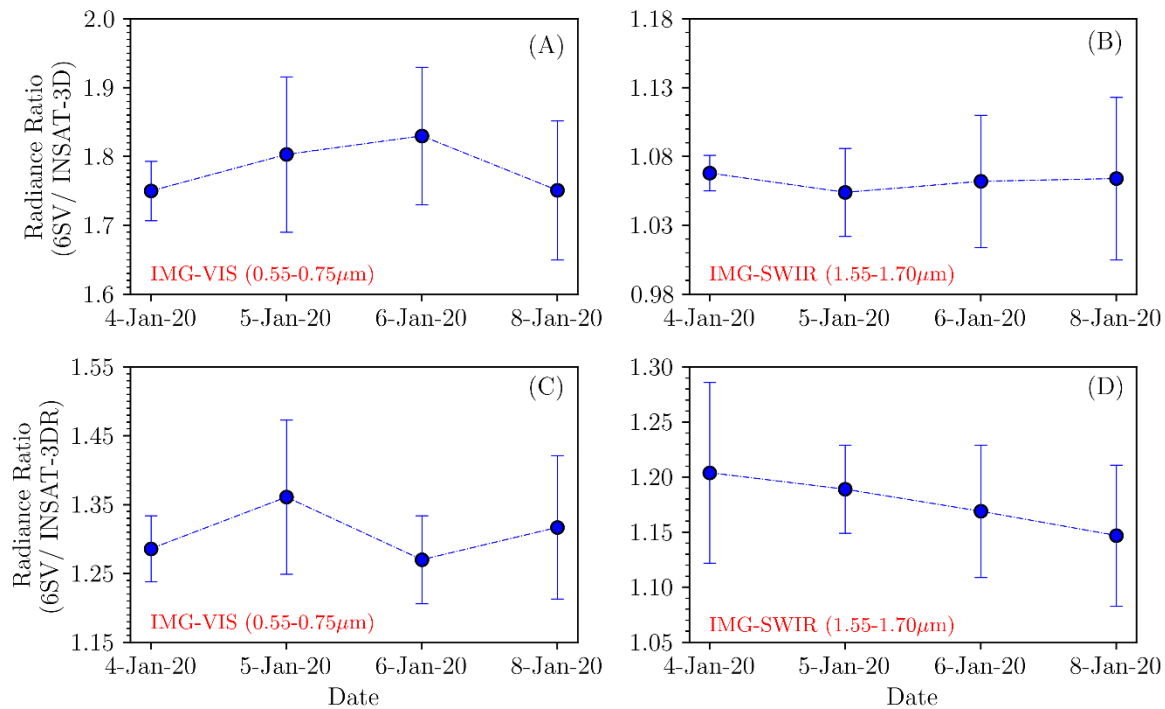 Radiance Ratio
(6SV/ INSAT-3D)
2.0
1.9
1.8
1.7
1.6
(A)
IMG-VIS (0.55-0.75μm)
4-Jan-20 5-Jan-20 6-Jan-20 8-Jan-20
1.18
1.13
1.08
1.03
0.98
(B)
IMG-SWIR (1.55-1.70μm)
4-Jan-20 5-Jan-20 6-Jan-20 8-Jan-20
Radiance Ratio
(6SV/ INSAT-3DR)
1.55
1.45
1.35
1.25
1.15
(C)
IMG-VIS (0.55-0.75μm)
4-Jan-20 5-Jan-20 6-Jan-20 8-Jan-20
Date
1.30
1.25
1.20
1.15
1.10
1.05
(D)
IMG-SWIR (1.55-1.70μm)
4-Jan-20 5-Jan-20 6-Jan-20 8-Jan-20
Date